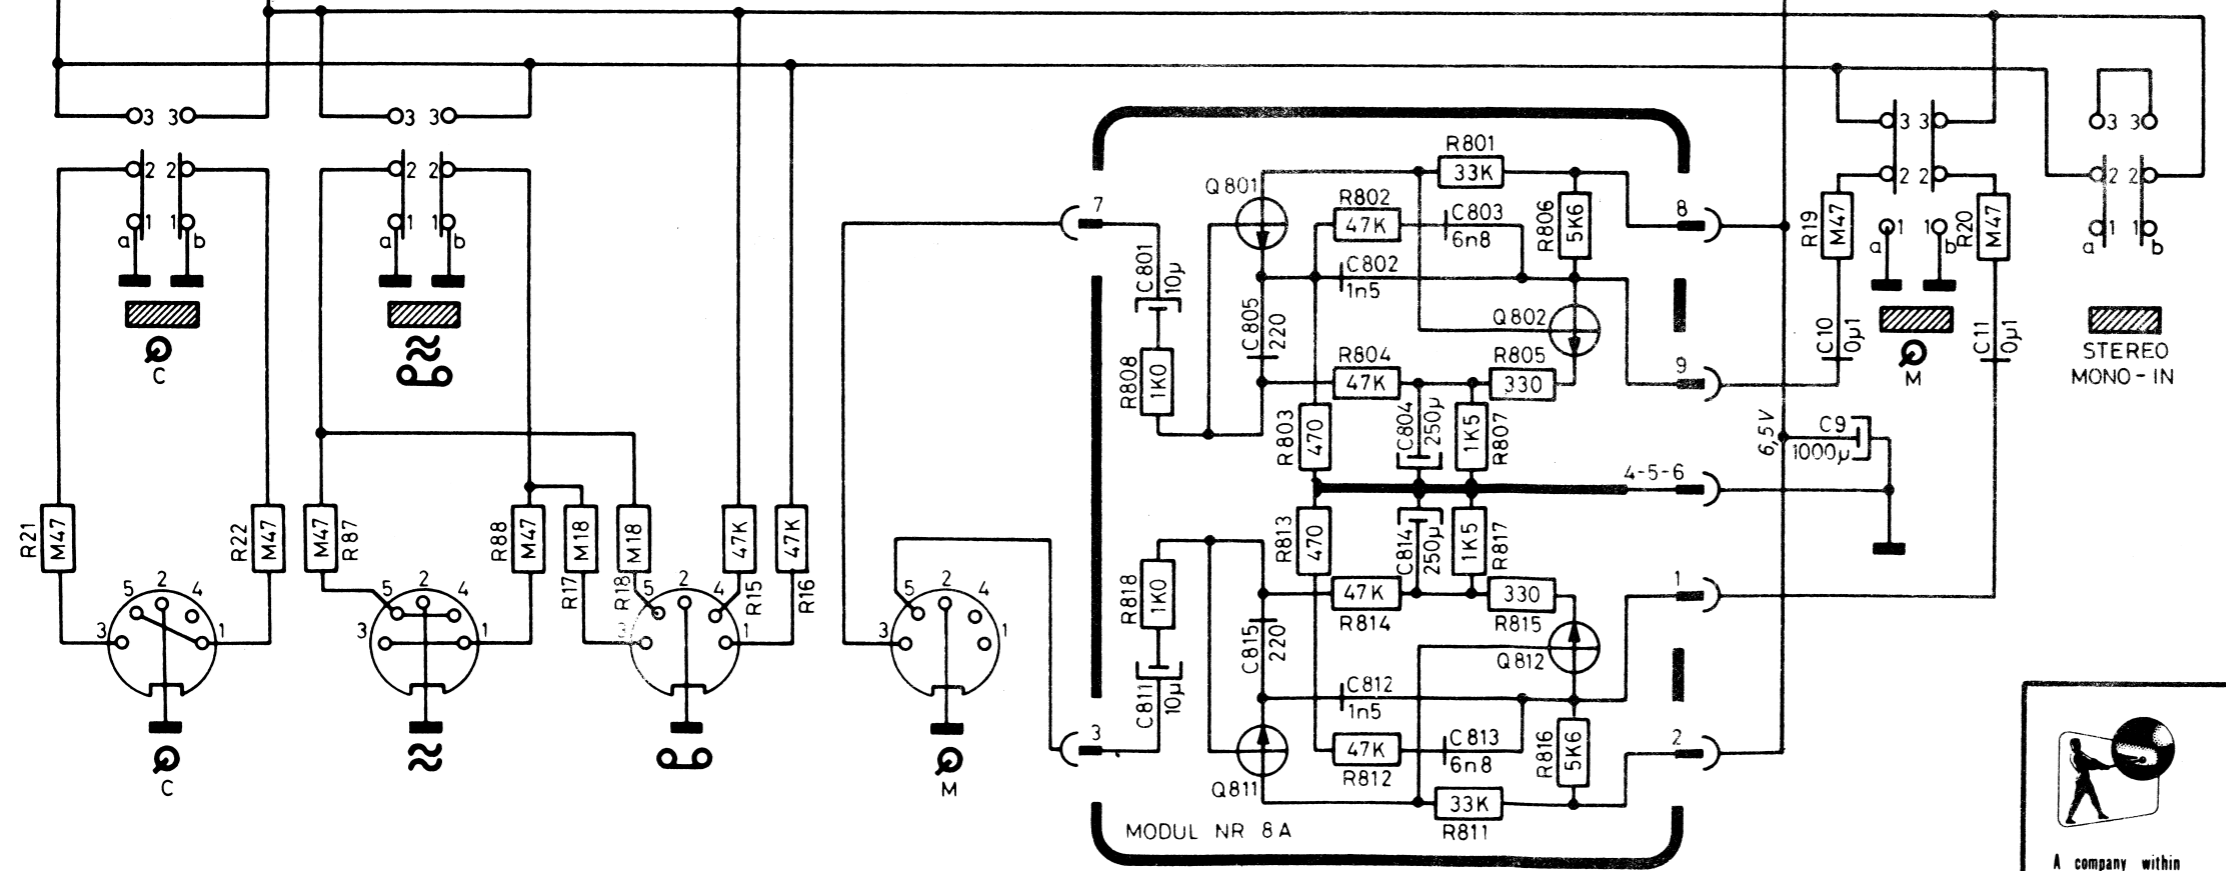 3 3
2 2
1 1
a b
C
3 3
2 2
1 1
a b
R21 M47
R22 M47
M47 R87
R88 M47
M18 R17
M18 R18
47K R15
47K R16
5 2 4
3 1
C
5 2 4
3 1
5 2 4
3 1
5 2 4
3 1
M
7
3
8
9
4-5-6
1
2
C801 10µ
R808 1K0
Q801
R801
33K
R802
47K
C803
6n8
R806 5K6
C802
1n5
C805 220
Q802
R804
47K
R805
330
R803 470
C804 250µ
1K5 R807
R813 470
C814 250µ
1K5 R817
R818 1K0
C811 10µ
47K
R814
330
R815
C815 220
Q812
C812
1n5
Q811
47K
R812
C813
6n8
R816 5K6
33K
R811
MODUL NR 8A
6,5V
C9
1000µ
3 3
2 2
1 1
a b
R19 M47
R20 M47
C10 0µ1
C11 0µ1
M
3 3
2 2
1 1
a b
STEREO
MONO-IN
A company within